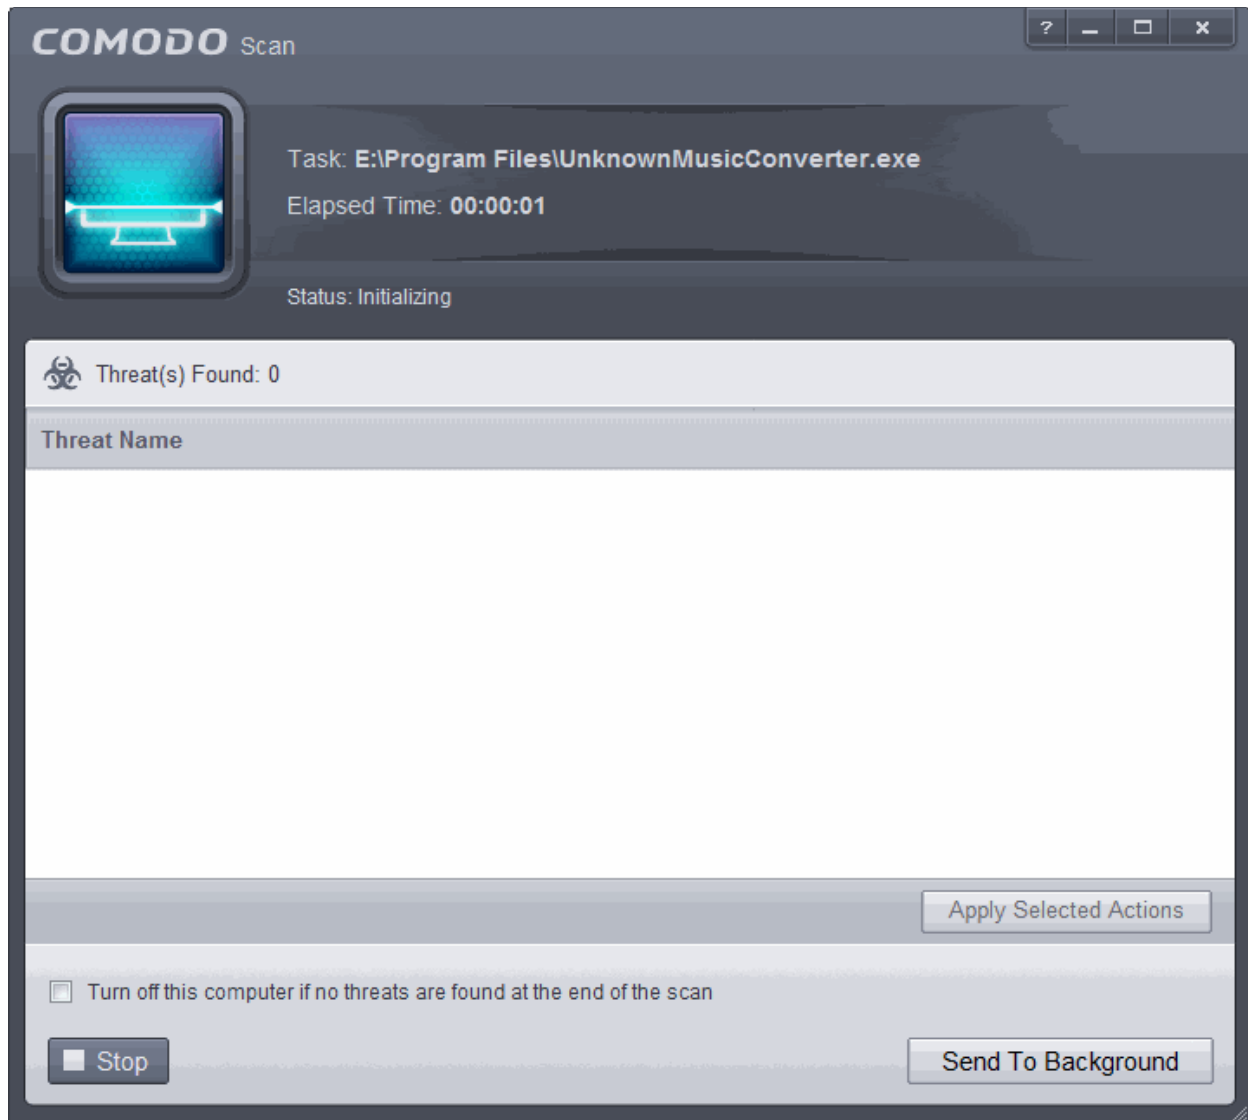 COMODO Scan
?
Task: E:\Program Files\UnknownMusicConverter.exe
Elapsed Time: 00:00:01
Status: Initializing
Threat(s) Found: 0
Threat Name
Apply Selected Actions
Turn off this computer if no threats are found at the end of the scan
Stop
Send To Background